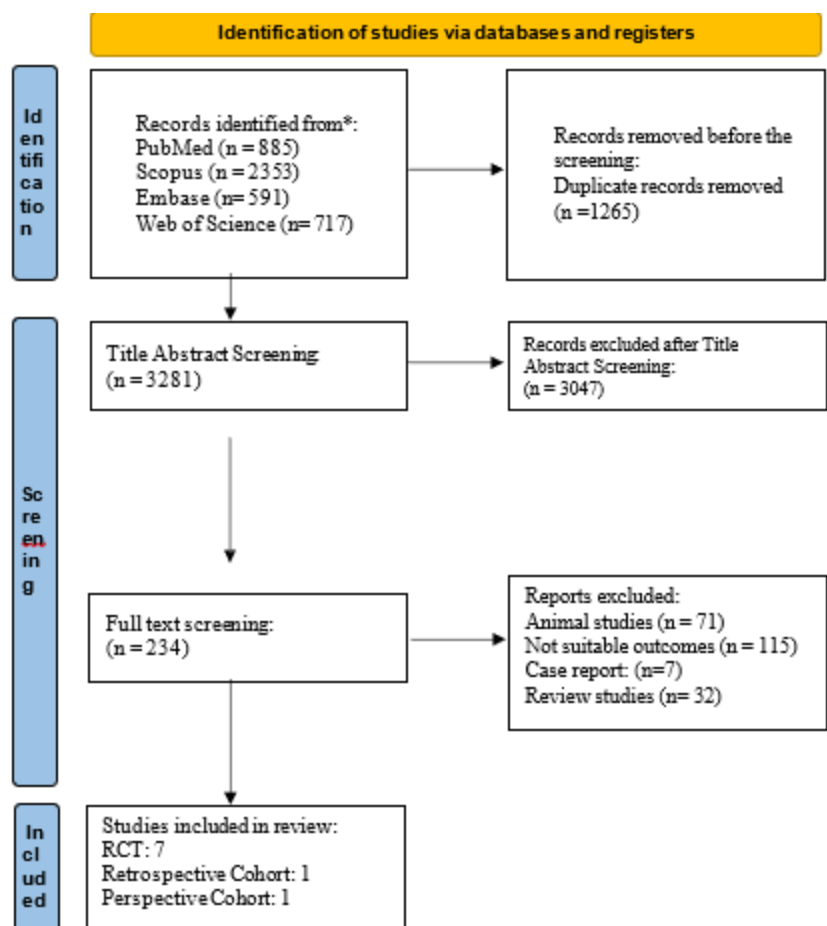 Identification of studies via databases and registers
Id
en
tifi
ca
tio
n
Records identified from*:
PubMed (n = 885)
Scopus (n = 2353)
Embase (n= 591)
Web of Science (n= 717)
Records removed before the
screening:
Duplicate records removed
(n =1265)
Sc
re
en
in
g
Title Abstract Screening
(n = 3281)
Records excluded after Title
Abstract Screening:
(n = 3047)
Full text screening:
(n = 234)
Reports excluded:
Animal studies (n = 71)
Not suitable outcomes (n = 115)
Case report: (n=7)
Review studies (n= 32)
In
cl
ud
ed
Studies included in review:
RCT: 7
Retrospective Cohort: 1
Perspective Cohort: 1